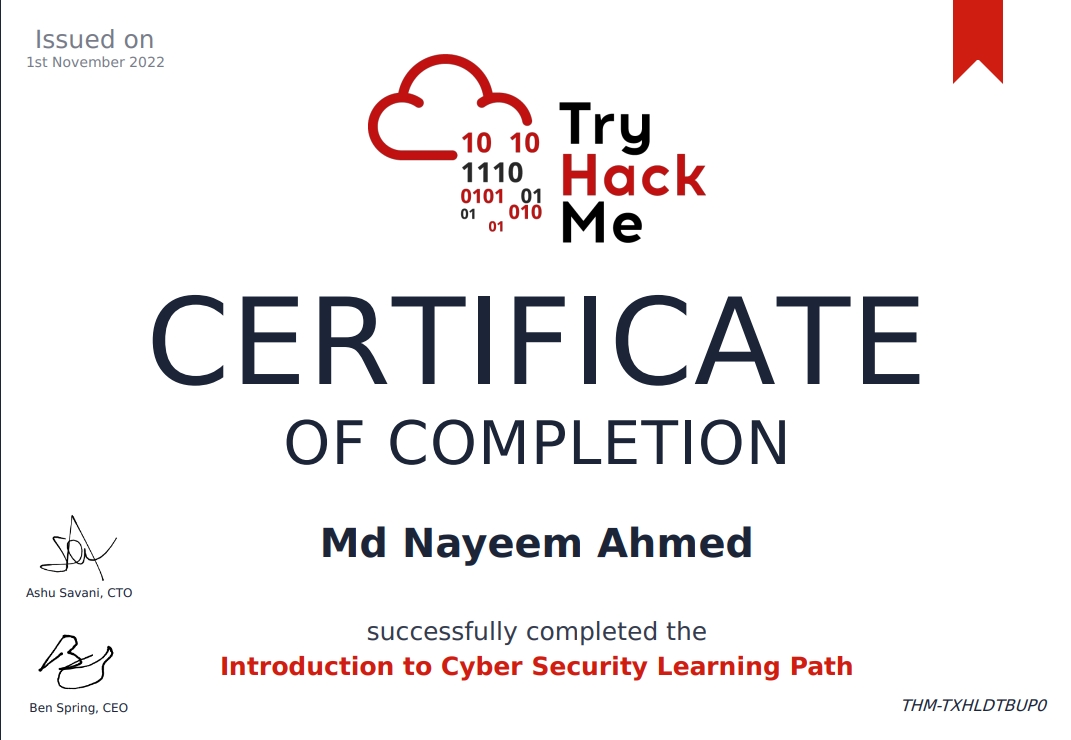 Issued on
1st November 2022
10 10
1110
0101 01
01 010
01
Try
Hack
Me
CERTIFICATE
OF COMPLETION
Md Nayeem Ahmed
Ashu Savani, CTO
successfully completed the
Introduction to Cyber Security Learning Path
Ben Spring, CEO
THM-TXHLDTBUP0